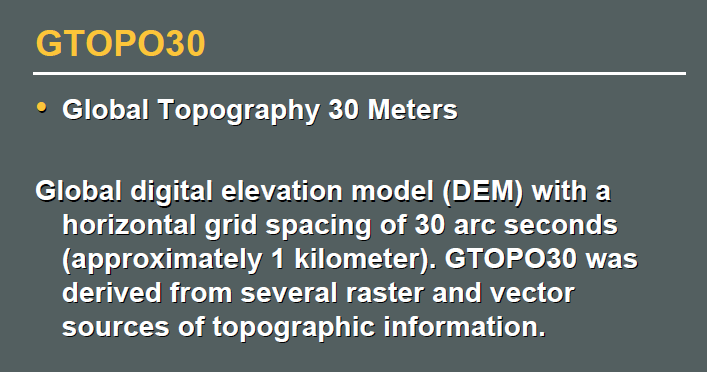 GTOPO30
• Global Topography 30 Meters
Global digital elevation model (DEM) with a
horizontal grid spacing of 30 arc seconds
(approximately 1 kilometer). GTOPO30 was
derived from several raster and vector
sources of topographic information.